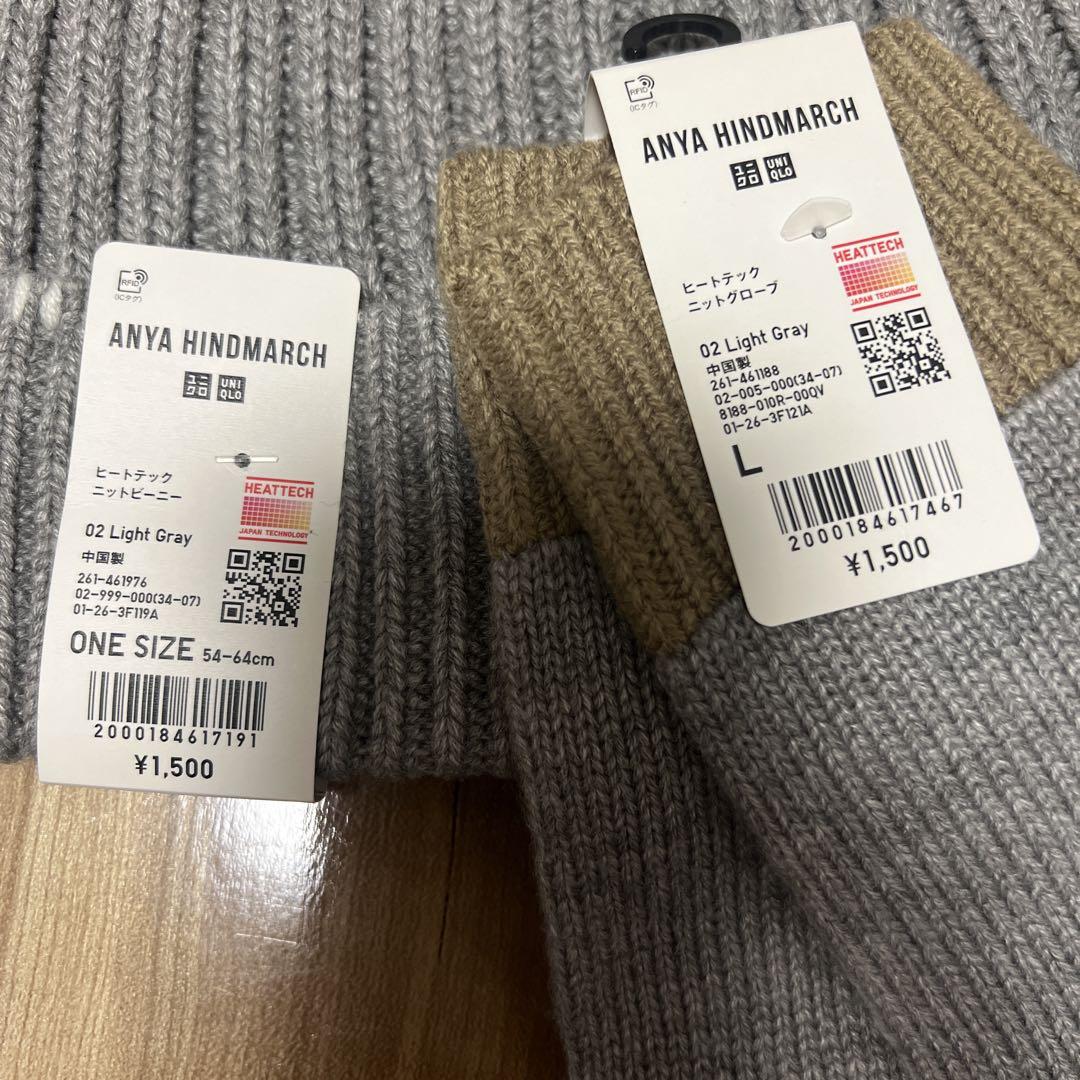 RFID
(ICタグ)
ANYA HINDMARCH
ユニ
クロ
UNI
QLO
ヒートテック
ニットビーニー
HEATTECH
JAPAN TECHNOLOGY
02 Light Gray
中国製
261-461976
02-999-000(34-07)
01-26-3F119A
ONE SIZE 54-64cm
2000184617191
¥1,500
RFID
(ICタグ)
ANYA HINDMARCH
ユニ
クロ
UNI
QLO
ヒートテック
ニットグローブ
HEATTECH
JAPAN TECHNOLOGY
02 Light Gray
中国製
261-461188
02-005-000(34-07)
8188-010R-00QV
01-26-3F121A
L
2000184617467
¥1,500